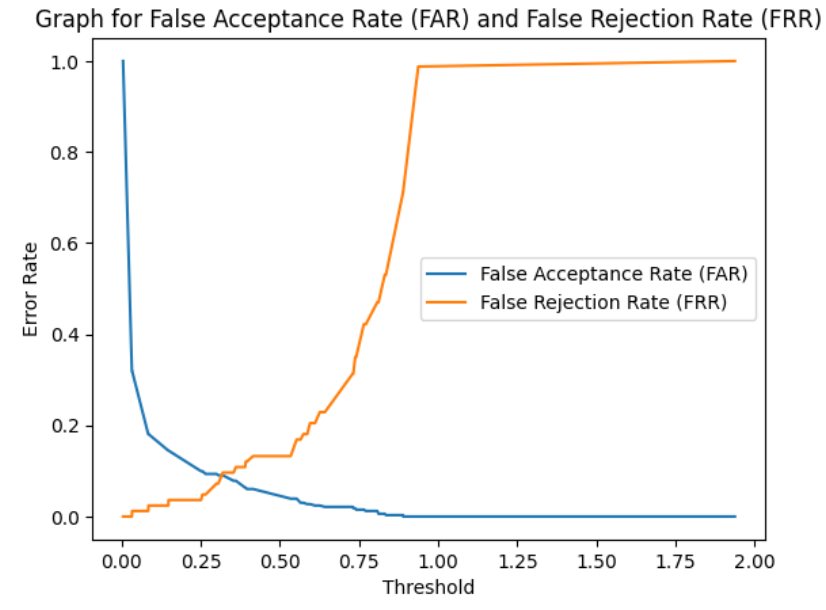 Graph for False Acceptance Rate (FAR) and False Rejection Rate (FRR)
1.0
0.8
0.6
0.4
0.2
0.0
Error Rate
False Acceptance Rate (FAR)
False Rejection Rate (FRR)
0.00 0.25 0.50 0.75 1.00 1.25 1.50 1.75 2.00
Threshold